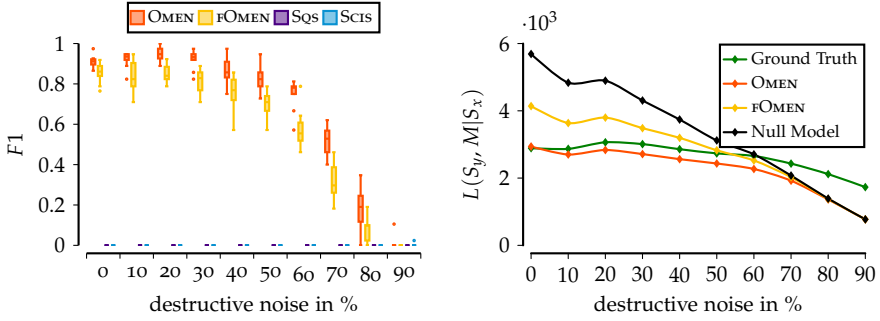 OMEN fOMEN SQS SCIS
1
0.8
0.6
0.4
0.2
0
F1
0 10 20 30 40 50 60 70 80 90
destructive noise in %
·10³
6
4
2
0
L(S_y, M|S_x)
Ground Truth
OMEN
fOMEN
Null Model
0 10 20 30 40 50 60 70 80 90
destructive noise in %